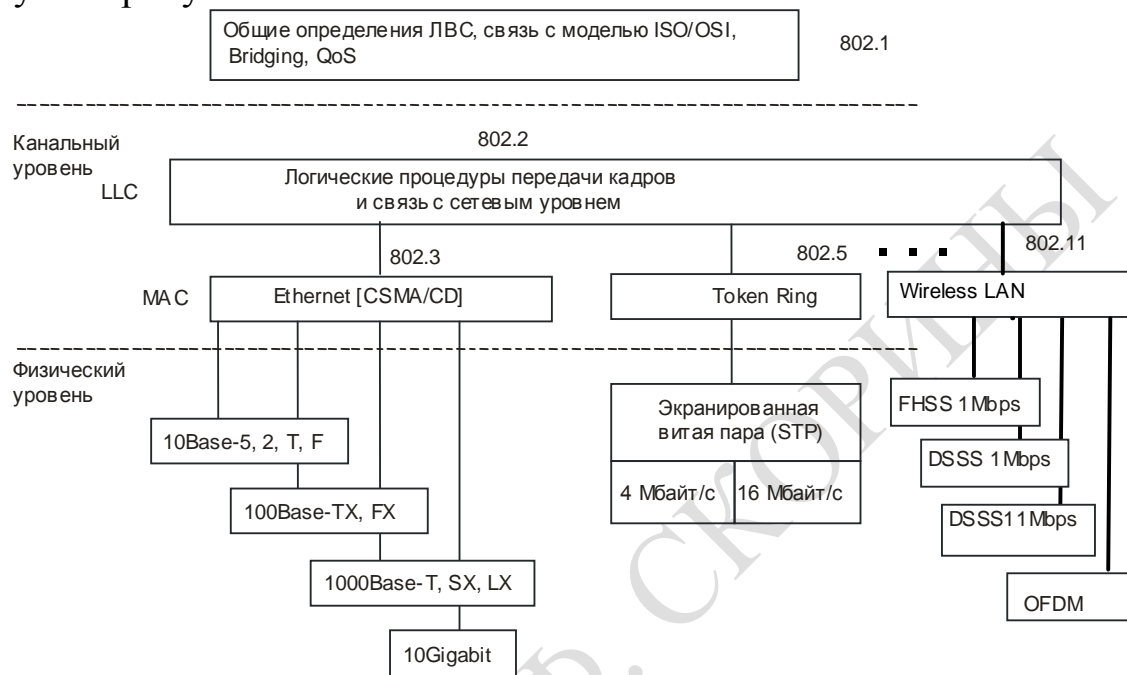 Общие определения ЛВС, связь с моделью ISO/OSI,
Bridging, QoS
802.1
Канальный
уровень
802.2
LLC
Логические процедуры передачи кадров
и связь с сетевым уровнем
802.3
802.5
802.11
MAC
Ethernet [CSMA/CD]
Token Ring
Wireless LAN
Физический
уровень
10Base-5, 2, T, F
100Base-TX, FX
1000Base-T, SX, LX
10Gigabit
Экранированная
витая пара (STP)
4 Мбайт/с
16 Мбайт/с
FHSS 1Mbps
DSSS 1Mbps
DSSS11Mbps
OFDM
СКОРИНЫ